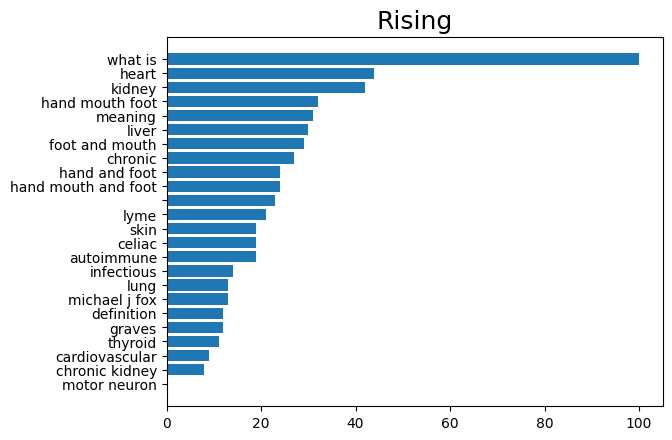 Rising
what is
heart
kidney
hand mouth foot
meaning
liver
foot and mouth
chronic
hand and foot
hand mouth and foot
lyme
skin
celiac
autoimmune
infectious
lung
michael j fox
definition
graves
thyroid
cardiovascular
chronic kidney
motor neuron
0 20 40 60 80 100